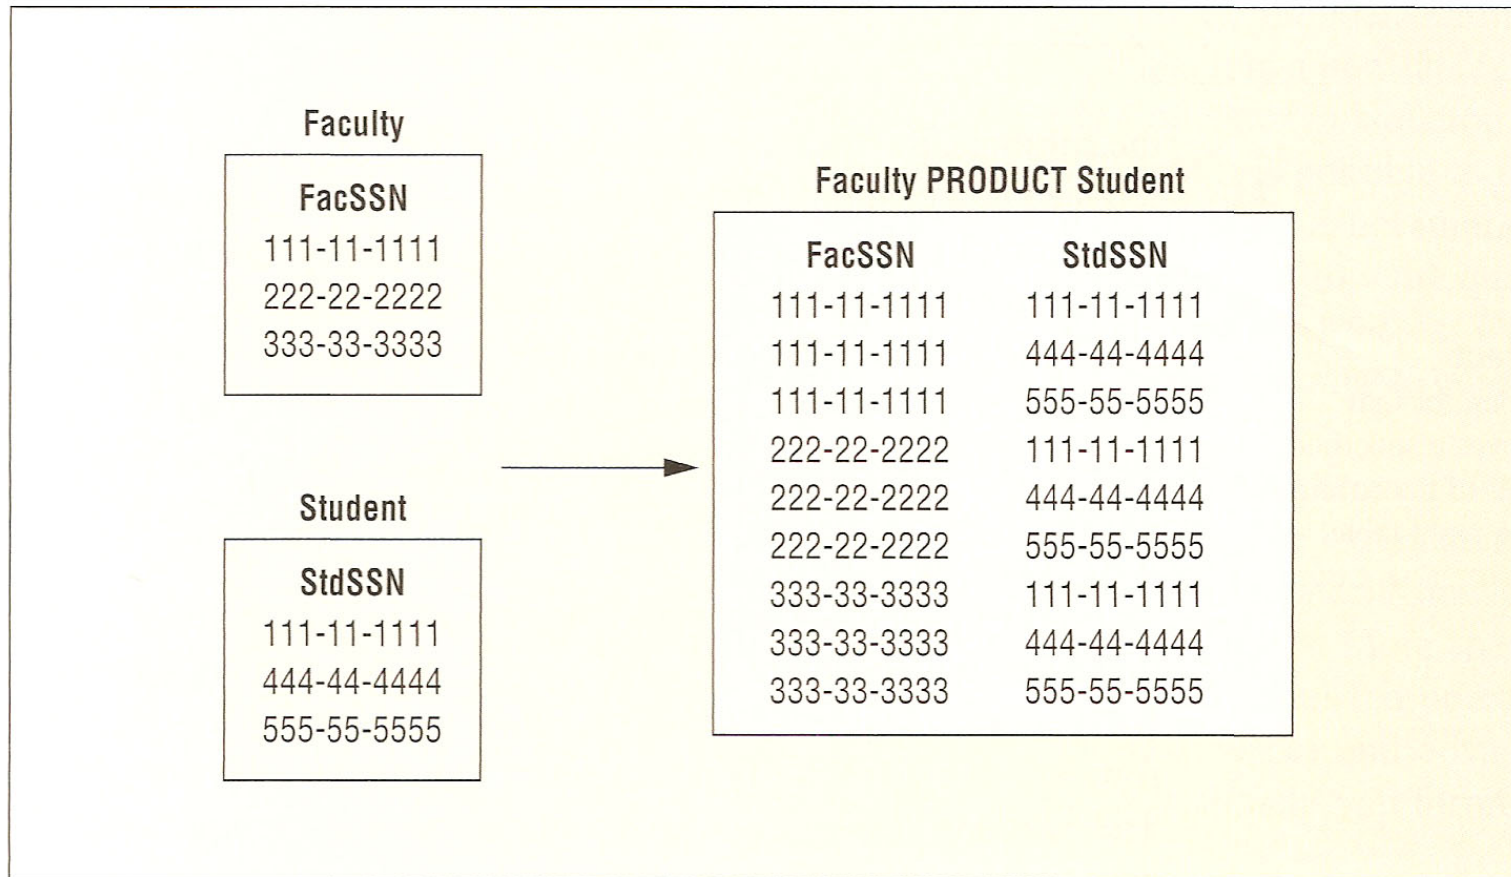 Faculty
FacSSN
111-11-1111
222-22-2222
333-33-3333
Student
StdSSN
111-11-1111
444-44-4444
555-55-5555
Faculty PRODUCT Student
FacSSN StdSSN
111-11-1111 111-11-1111
111-11-1111 444-44-4444
111-11-1111 555-55-5555
222-22-2222 111-11-1111
222-22-2222 444-44-4444
222-22-2222 555-55-5555
333-33-3333 111-11-1111
333-33-3333 444-44-4444
333-33-3333 555-55-5555